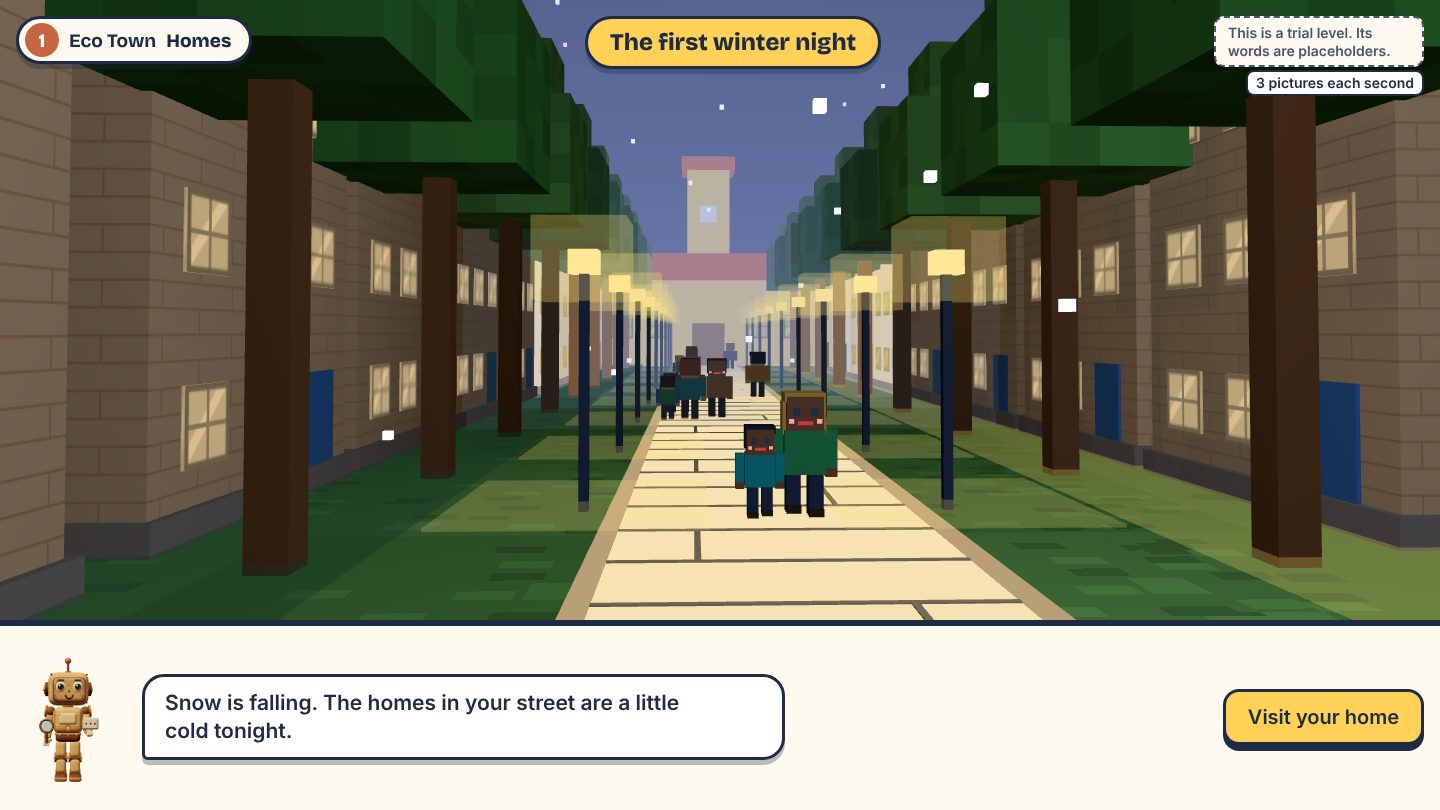 1 Eco Town Homes
The first winter night
This is a trial level. Its
words are placeholders.
3 pictures each second
Snow is falling. The homes in your street are a little
cold tonight.
Visit your home